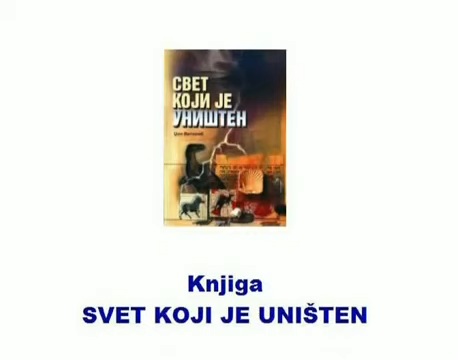 СВЕТ
КОЈИ ЈЕ
УНИШТЕН
Knjiga
SVET KOJI JE UNIŠTEN